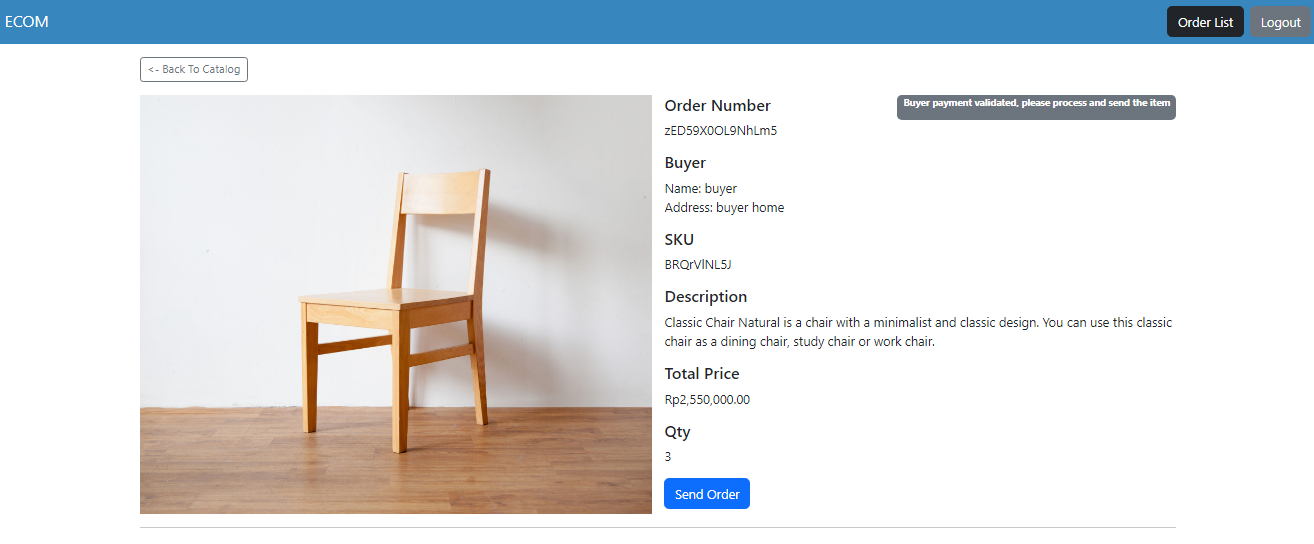 ECOM
Order List
Logout
<- Back To Catalog
Order Number
Buyer payment validated, please process and send the item
zED59X0OL9NhLm5
Buyer
Name: buyer
Address: buyer home
SKU
BRQrVlNL5J
Description
Classic Chair Natural is a chair with a minimalist and classic design. You can use this classic
chair as a dining chair, study chair or work chair.
Total Price
Rp2,550,000.00
Qty
3
Send Order